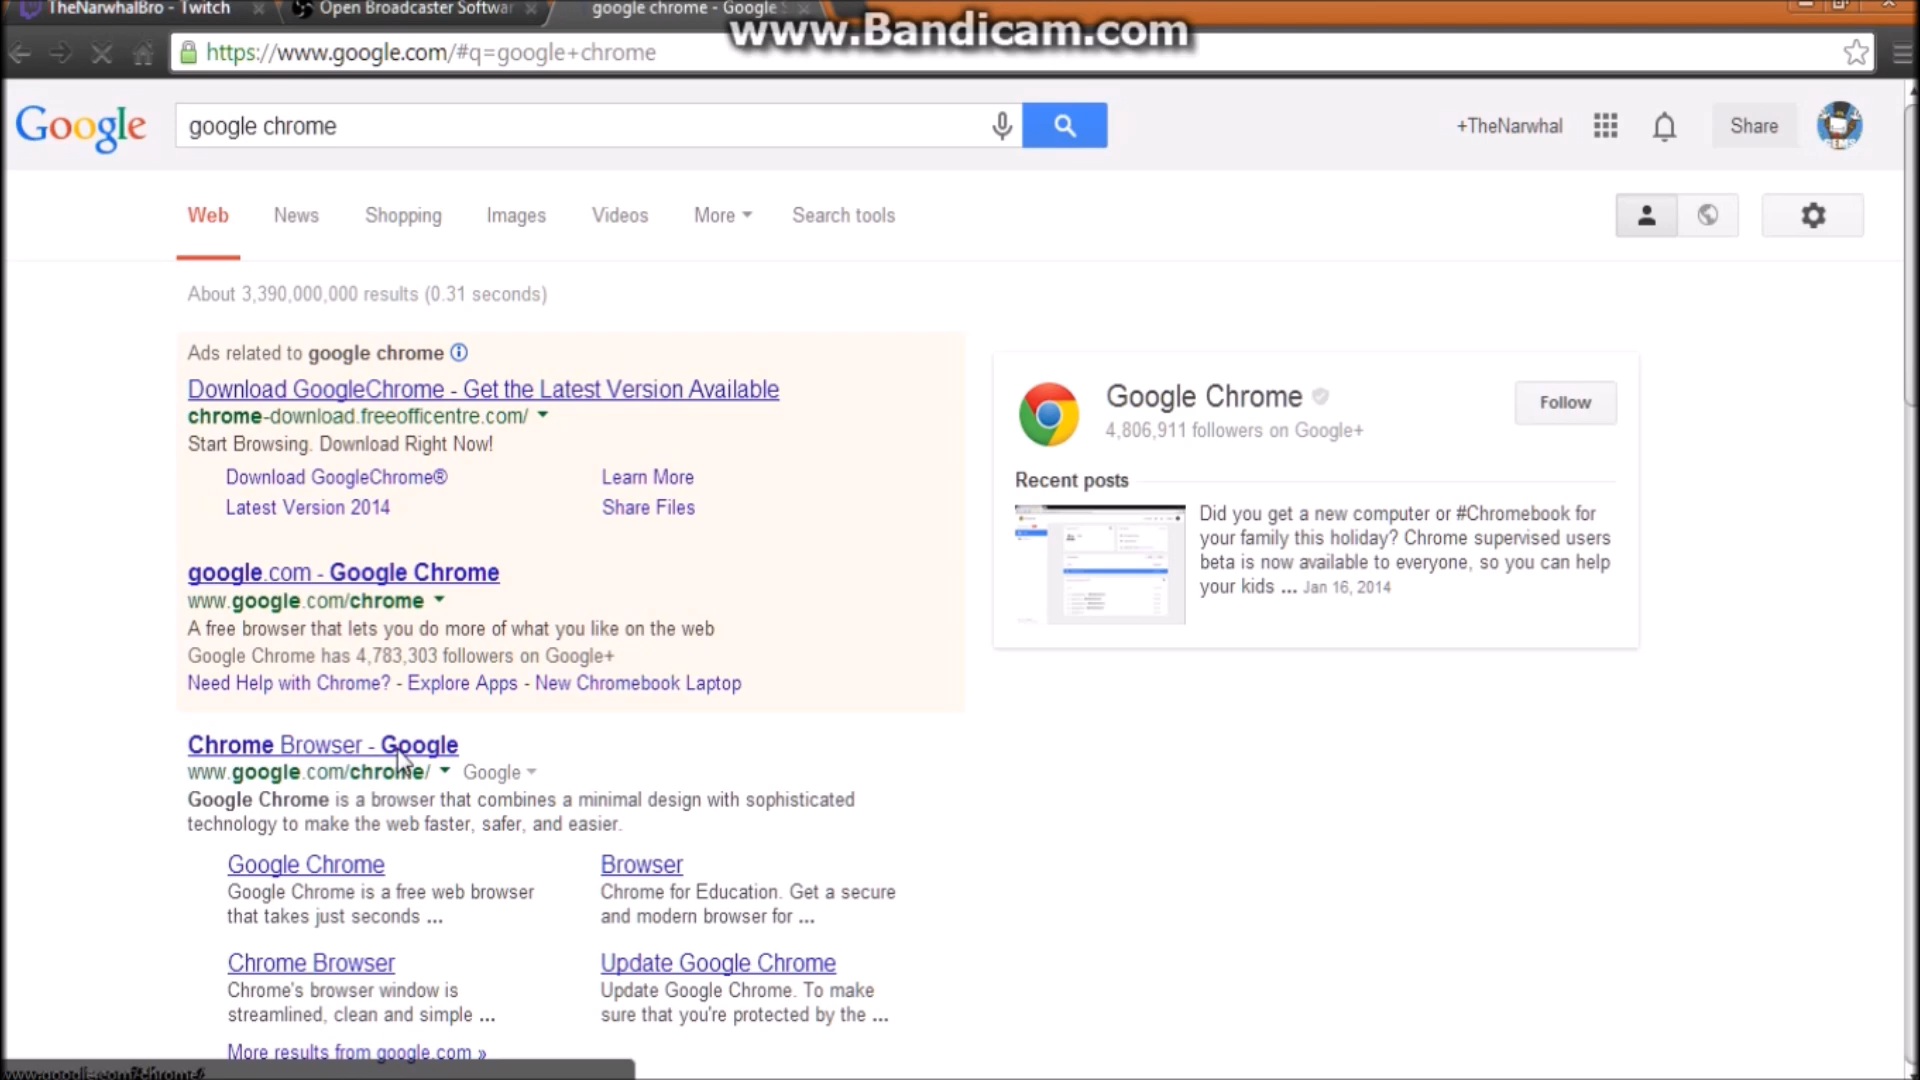 TheNarwhalBro - Twitch
Open Broadcaster Softwar
google chrome - Google
www.Bandicam.com
https://www.google.com/#q=google+chrome
Google
google chrome
+TheNarwhal
Share
Web
News
Shopping
Images
Videos
More
Search tools
About 3,390,000,000 results (0.31 seconds)
Ads related to google chrome
Download GoogleChrome - Get the Latest Version Available
chrome-download.freeofficentre.com/
Start Browsing. Download Right Now!
Download GoogleChrome®
Learn More
Latest Version 2014
Share Files
google.com - Google Chrome
www.google.com/chrome
A free browser that lets you do more of what you like on the web
Google Chrome has 4,783,303 followers on Google+
Need Help with Chrome? - Explore Apps - New Chromebook Laptop
Chrome Browser - Google
www.google.com/chrome/ Google
Google Chrome is a browser that combines a minimal design with sophisticated
technology to make the web faster, safer, and easier.
Google Chrome
Google Chrome is a free web browser
that takes just seconds ...
Browser
Chrome for Education. Get a secure
and modern browser for ...
Chrome Browser
Chrome's browser window is
streamlined, clean and simple ...
Update Google Chrome
Update Google Chrome. To make
sure that you're protected by the ...
More results from google.com »
Google Chrome
4,806,911 followers on Google+
Follow
Recent posts
Did you get a new computer or #Chromebook for
your family this holiday? Chrome supervised users
beta is now available to everyone, so you can help
your kids ... Jan 16, 2014